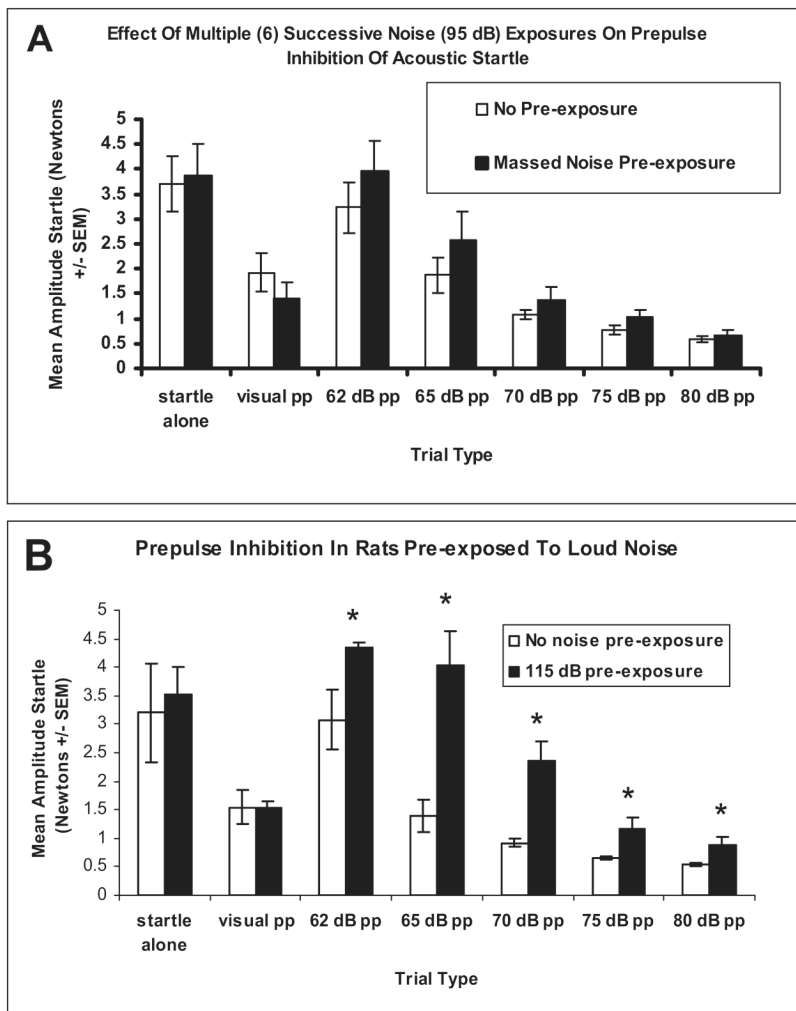 A
Effect Of Multiple (6) Successive Noise (95 dB) Exposures On Prepulse
Inhibition Of Acoustic Startle
No Pre-exposure
Massed Noise Pre-exposure
Mean Amplitude Startle (Newtons
+/- SEM)
5
4.5
4
3.5
3
2.5
2
1.5
1
0.5
0
startle alone
visual pp
62 dB pp
65 dB pp
70 dB pp
75 dB pp
80 dB pp
Trial Type
B
Prepulse Inhibition In Rats Pre-exposed To Loud Noise
No noise pre-exposure
115 dB pre-exposure
Mean Amplitude Startle
(Newtons +/- SEM)
5
4.5
4
3.5
3
2.5
2
1.5
1
0.5
0
*
*
*
*
*
startle alone
visual pp
62 dB pp
65 dB pp
70 dB pp
75 dB pp
80 dB pp
Trial Type